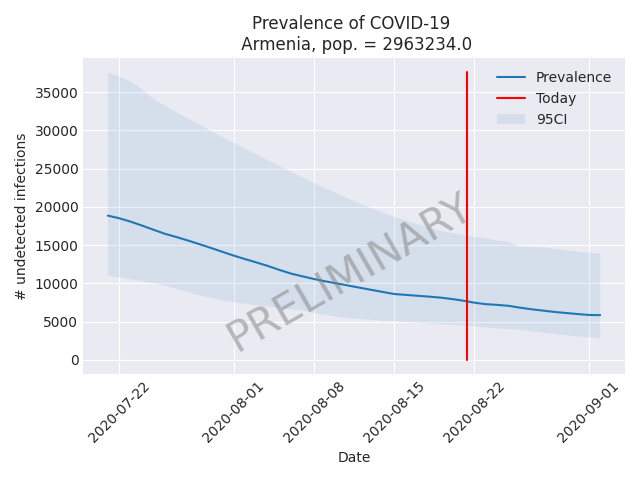 Prevalence of COVID-19
Armenia, pop. = 2963234.0
Prevalence
Today
95CI
35000
30000
25000
20000
15000
10000
5000
0
# undetected infections
PRELIMINARY
2020-07-22
2020-08-01
2020-08-08
2020-08-15
2020-08-22
2020-09-01
Date